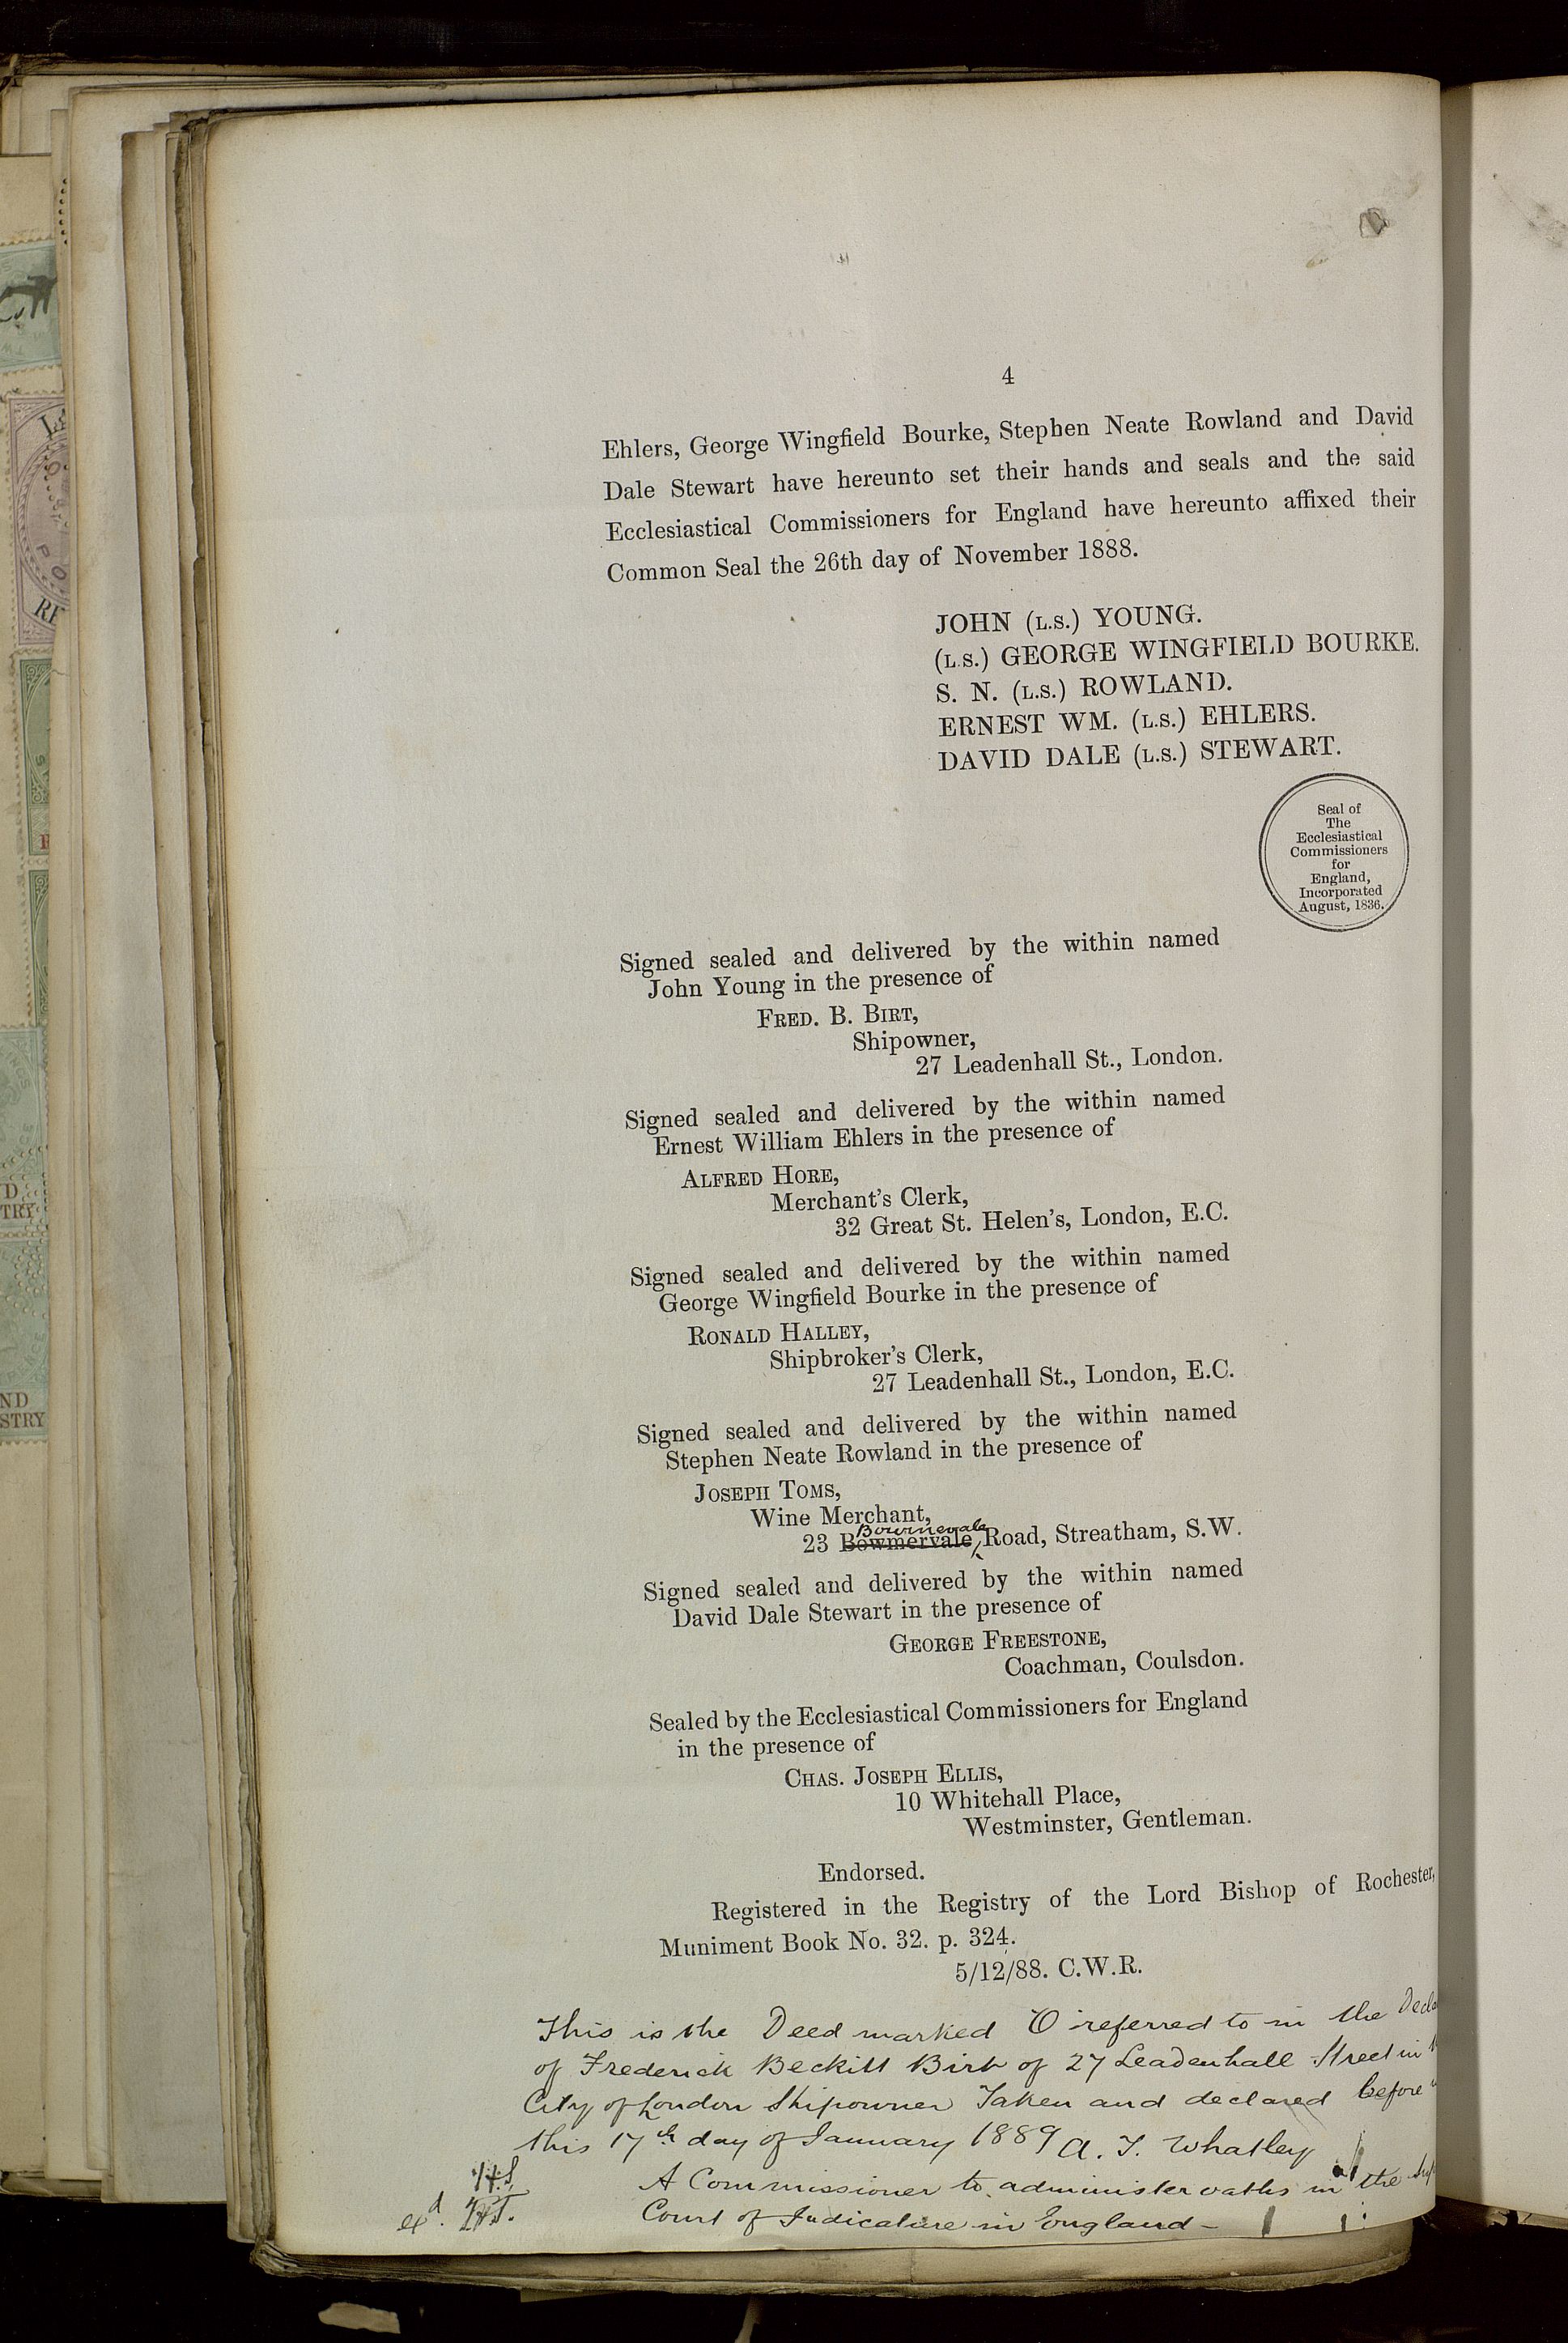 4
Ehlers, George Wingfield Bourke, Stephen Neate Rowland and David
Dale Stewart have hereunto set their hands and seals and the said
Ecclesiastical Commissioners for England have hereunto affixed their
Common Seal the 26th day of November 1888.
JOHN (L.S.) YOUNG.
(L.S.) GEORGE WINGFIELD BOURKE.
S. N. (L.S.) ROWLAND.
ERNEST WM. (L.S.) EHLERS.
DAVID DALE (L.S.) STEWART.
Seal of
The
Ecclesiastical
Commissioners
for
England,
Incorporated
August, 1836.
Signed sealed and delivered by the within named
John Young in the presence of
FRED. B. BIRT,
Shipowner,
27 Leadenhall St., London.
Signed sealed and delivered by the within named
Ernest William Ehlers in the presence of
ALFRED HORE,
Merchant's Clerk,
32 Great St. Helen's, London, E.C.
Signed sealed and delivered by the within named
George Wingfield Bourke in the presence of
RONALD HALLEY,
Shipbroker's Clerk,
27 Leadenhall St., London, E.C.
Signed sealed and delivered by the within named
Stephen Neate Rowland in the presence of
JOSEPH TOMS,
Wine Merchant,
Bournevale
23 Bowmervale Road, Streatham, S.W.
Signed sealed and delivered by the within named
David Dale Stewart in the presence of
GEORGE FREESTONE,
Coachman, Coulsdon.
Sealed by the Ecclesiastical Commissioners for England
in the presence of
CHAS. JOSEPH ELLIS,
10 Whitehall Place,
Westminster, Gentleman.
Endorsed.
Registered in the Registry of the Lord Bishop of Rochester,
Muniment Book No. 32. p. 324.
5/12/88. C.W.R.
This is the Deed marked O referred to in the Decla
of Frederick Beckitt Birt of 27 Leadenhall Street in
City of London Shipowner Taken and declared before
this 17th day of January 1889 A. T. Whatley
A Commissioner to administer oaths in the
Court of Judicature in England -
exd.
ND
STRY